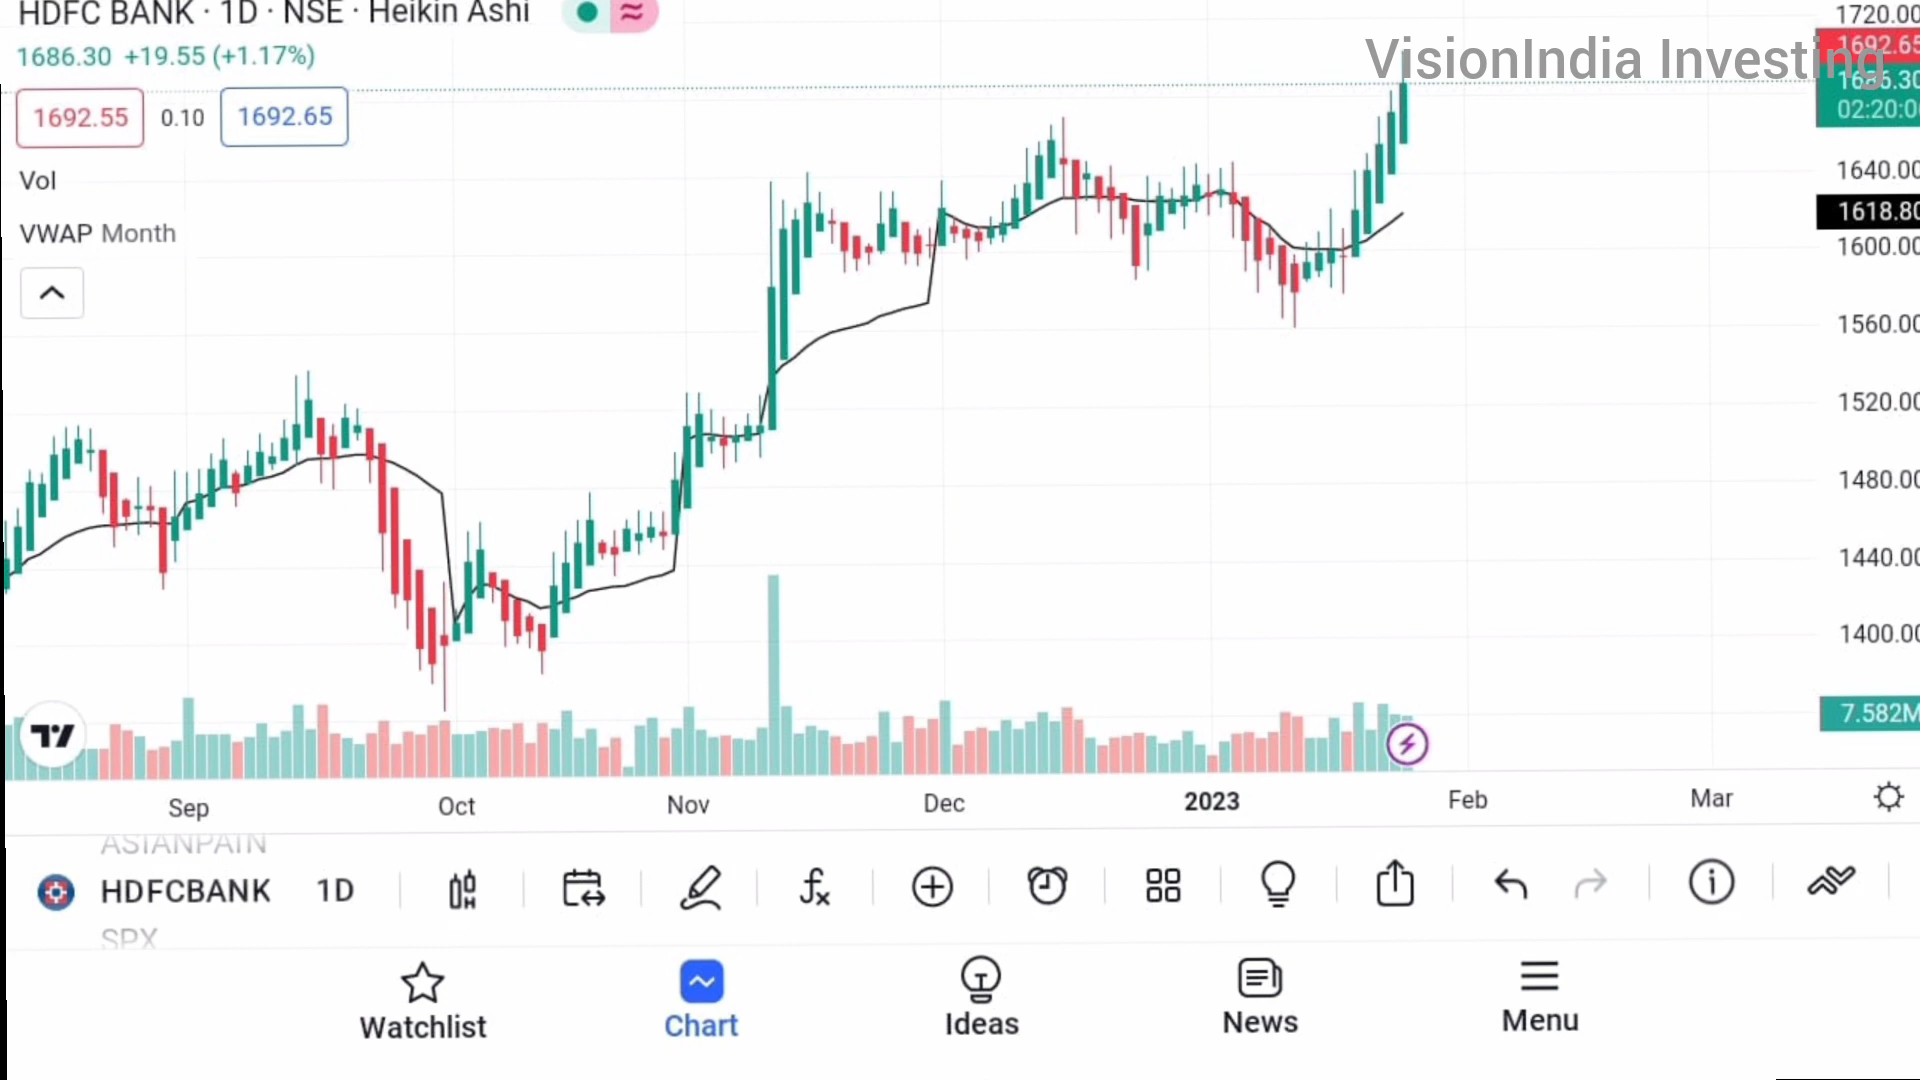 HDFC BANK · 1D · NSE · Heikin Ashi
VisionIndia Investing
1686.30 +19.55 (+1.17%)
1692.55 0.10 1692.65
Vol
VWAP Month
1720.00
1692.65
1686.30
02:20:0
1640.00
1618.80
1600.00
1560.00
1520.00
1480.00
1440.00
1400.00
7.582M
Sep Oct Nov Dec 2023 Feb Mar
ASIANPAIN
HDFCBANK 1D
SPX
Watchlist Chart Ideas News Menu